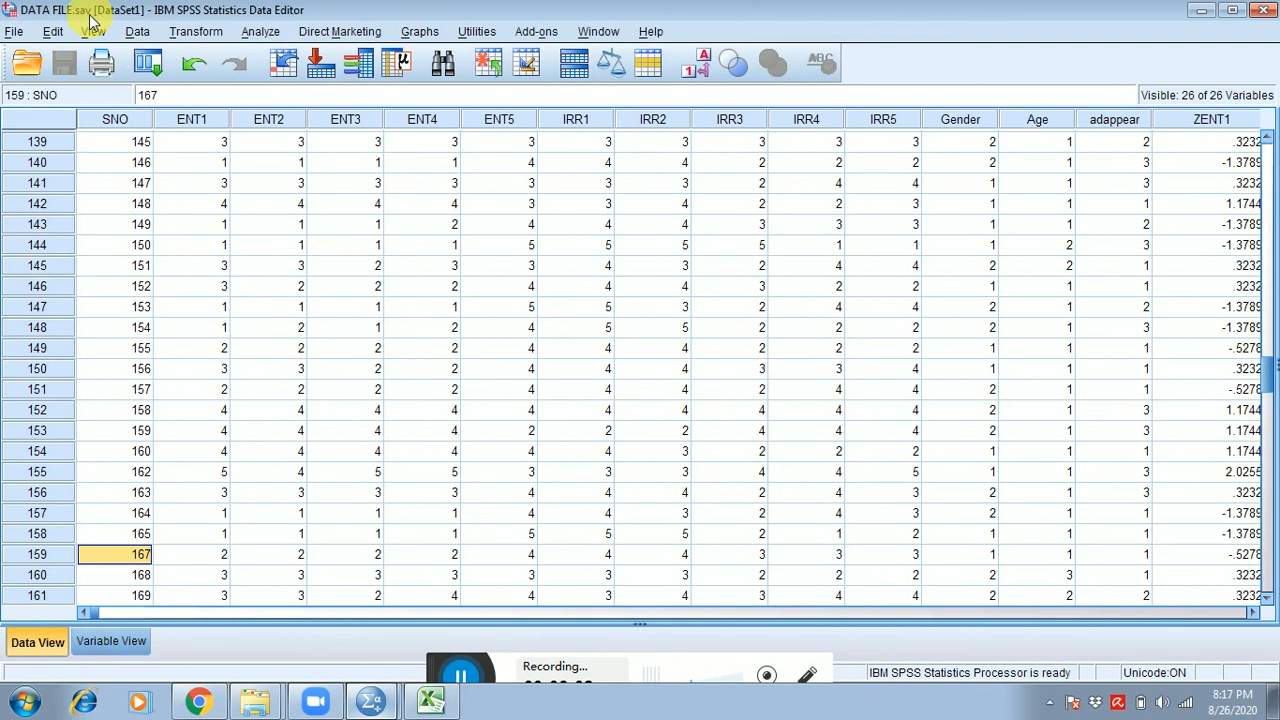 DATA FILE.sav [DataSet1] - IBM SPSS Statistics Data Editor
File Edit View Data Transform Analyze Direct Marketing Graphs Utilities Add-ons Window Help
159 : SNO 167 Visible: 26 of 26 Variables
SNO ENT1 ENT2 ENT3 ENT4 ENT5 IRR1 IRR2 IRR3 IRR4 IRR5 Gender Age adappear ZENT1
139 145 3 3 3 3 3 3 3 3 3 3 2 1 2 .3232
140 146 1 1 1 1 4 4 4 2 2 2 2 1 3 -1.3789
141 147 3 3 3 3 3 3 3 2 4 4 1 1 3 .3232
142 148 4 4 4 4 3 3 4 2 2 3 1 1 3 1.1744
143 149 1 1 1 2 4 4 4 3 3 3 1 1 2 -1.3789
144 150 1 1 1 1 5 5 5 5 1 1 1 2 3 -1.3789
145 151 3 3 2 3 3 4 3 3 2 3 2 2 1 .3232
146 152 3 2 2 2 4 4 4 3 2 4 2 1 1 .3232
147 153 1 1 1 1 5 5 3 2 4 4 2 1 2 -1.3789
148 154 1 2 1 2 4 5 5 2 2 4 2 1 3 -1.3789
149 155 2 2 2 2 4 4 4 2 2 2 1 1 2 -.5278
150 156 3 3 2 2 4 4 4 3 3 4 1 1 1 .3232
151 157 2 2 2 2 4 4 4 2 4 4 2 1 1 -.5278
152 158 4 4 4 4 4 4 4 4 4 4 2 1 3 1.1744
153 159 4 4 4 4 2 2 2 4 4 4 2 1 3 1.1744
154 160 4 4 4 4 4 4 3 4 2 2 1 1 1 1.1744
155 162 5 4 5 5 3 3 3 4 4 5 1 1 3 2.0255
156 163 3 3 3 3 4 4 4 2 4 3 2 1 3 .3232
157 164 1 1 1 1 4 4 4 2 4 3 2 1 3 -1.3789
158 165 1 1 1 1 5 5 5 2 1 4 2 1 3 -1.3789
159 167 2 2 2 2 4 4 4 3 3 3 1 1 1 -.5278
160 168 3 3 3 3 3 3 3 2 2 2 2 3 1 .3232
161 169 3 3 2 4 4 3 4 3 4 4 2 2 2 .3232
Data View Variable View
Recording...
IBM SPSS Statistics Processor is ready Unicode:ON
8:17 PM
8/26/2020